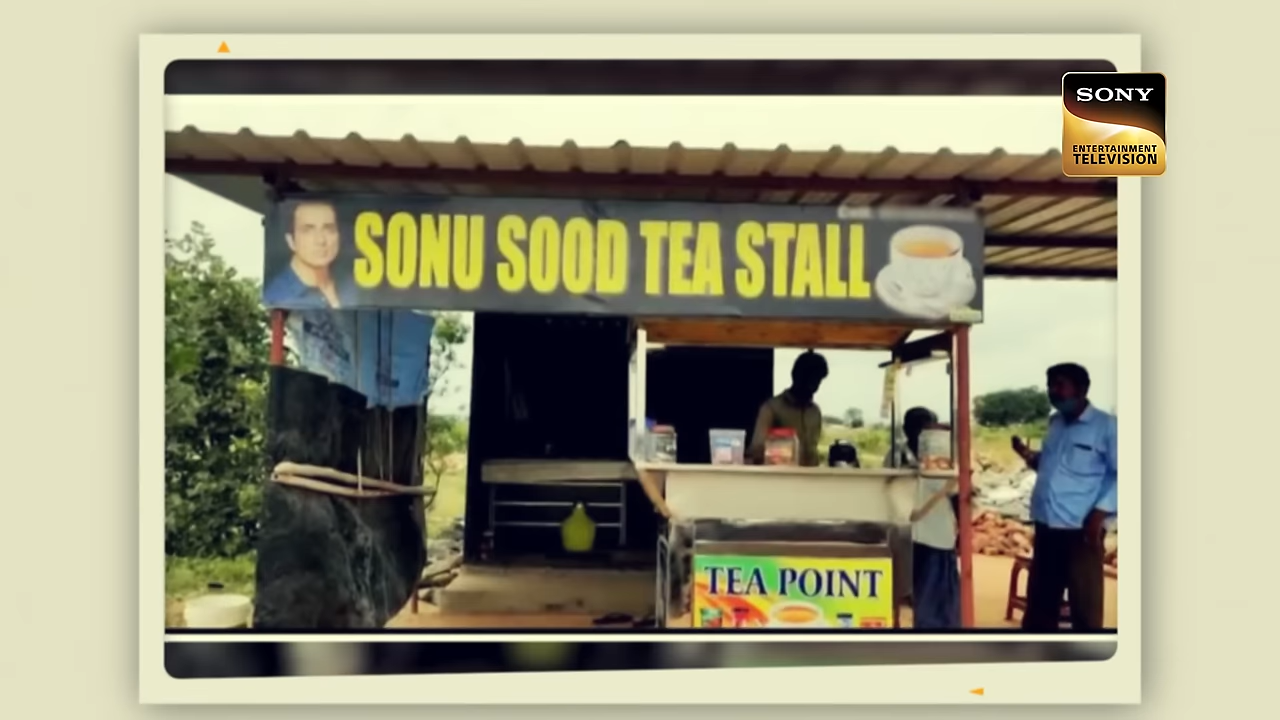 SONY
ENTERTAINMENT
TELEVISION
SONU SOOD TEA STALL
TEA POINT